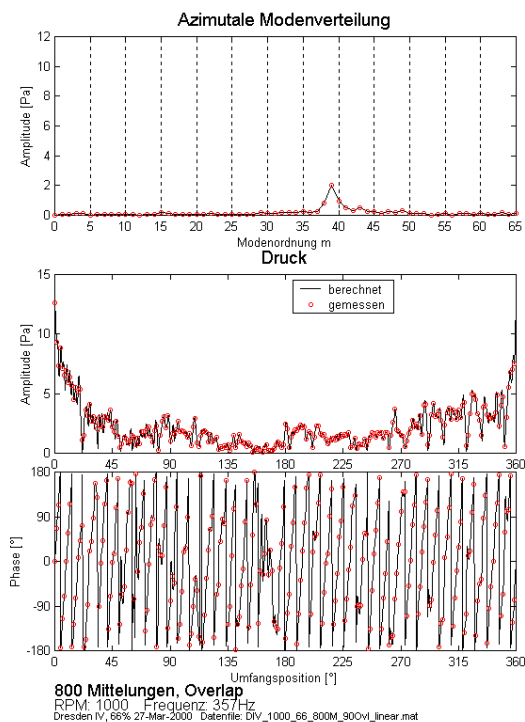 Azimutale Modenverteilung
Amplitude [Pa]
12
10
8
6
4
2
0
0 5 10 15 20 25 30 35 40 45 50 55 60 65
Modenordnung m
Druck
Amplitude [Pa]
15
10
5
0
berechnet
gemessen
0 45 90 135 180 225 270 315 360
Phase [°]
180
90
0
-90
-180
0 45 90 135 180 225 270 315 360
Umfangsposition [°]
800 Mittelungen, Overlap
RPM: 1000 Frequenz: 357Hz
Dresden IV, 66% 27-Mar-2000 Datenfile: DIV_1000_66_800M_90Ovl_linear.mat